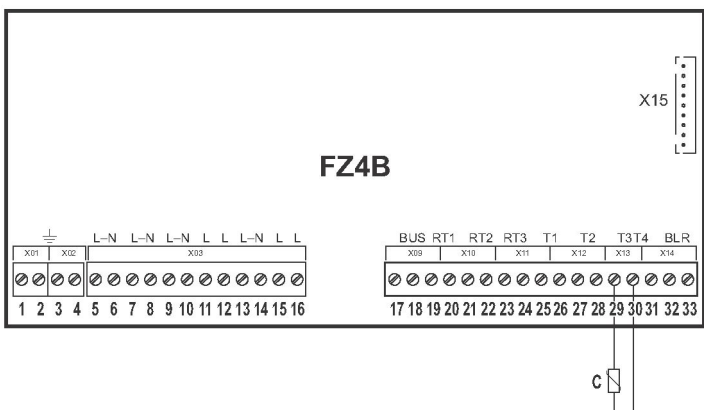 X15
FZ4B
L–N L–N L–N L L L–N L L
BUS RT1 RT2 RT3 T1 T2 T3T4 BLR
X01 X02 X03 X09 X10 X11 X12 X13 X14
1 2 3 4 5 6 7 8 9 10 11 12 13 14 15 16 17 18 19 20 21 22 23 24 25 26 27 28 29 30 31 32 33
C